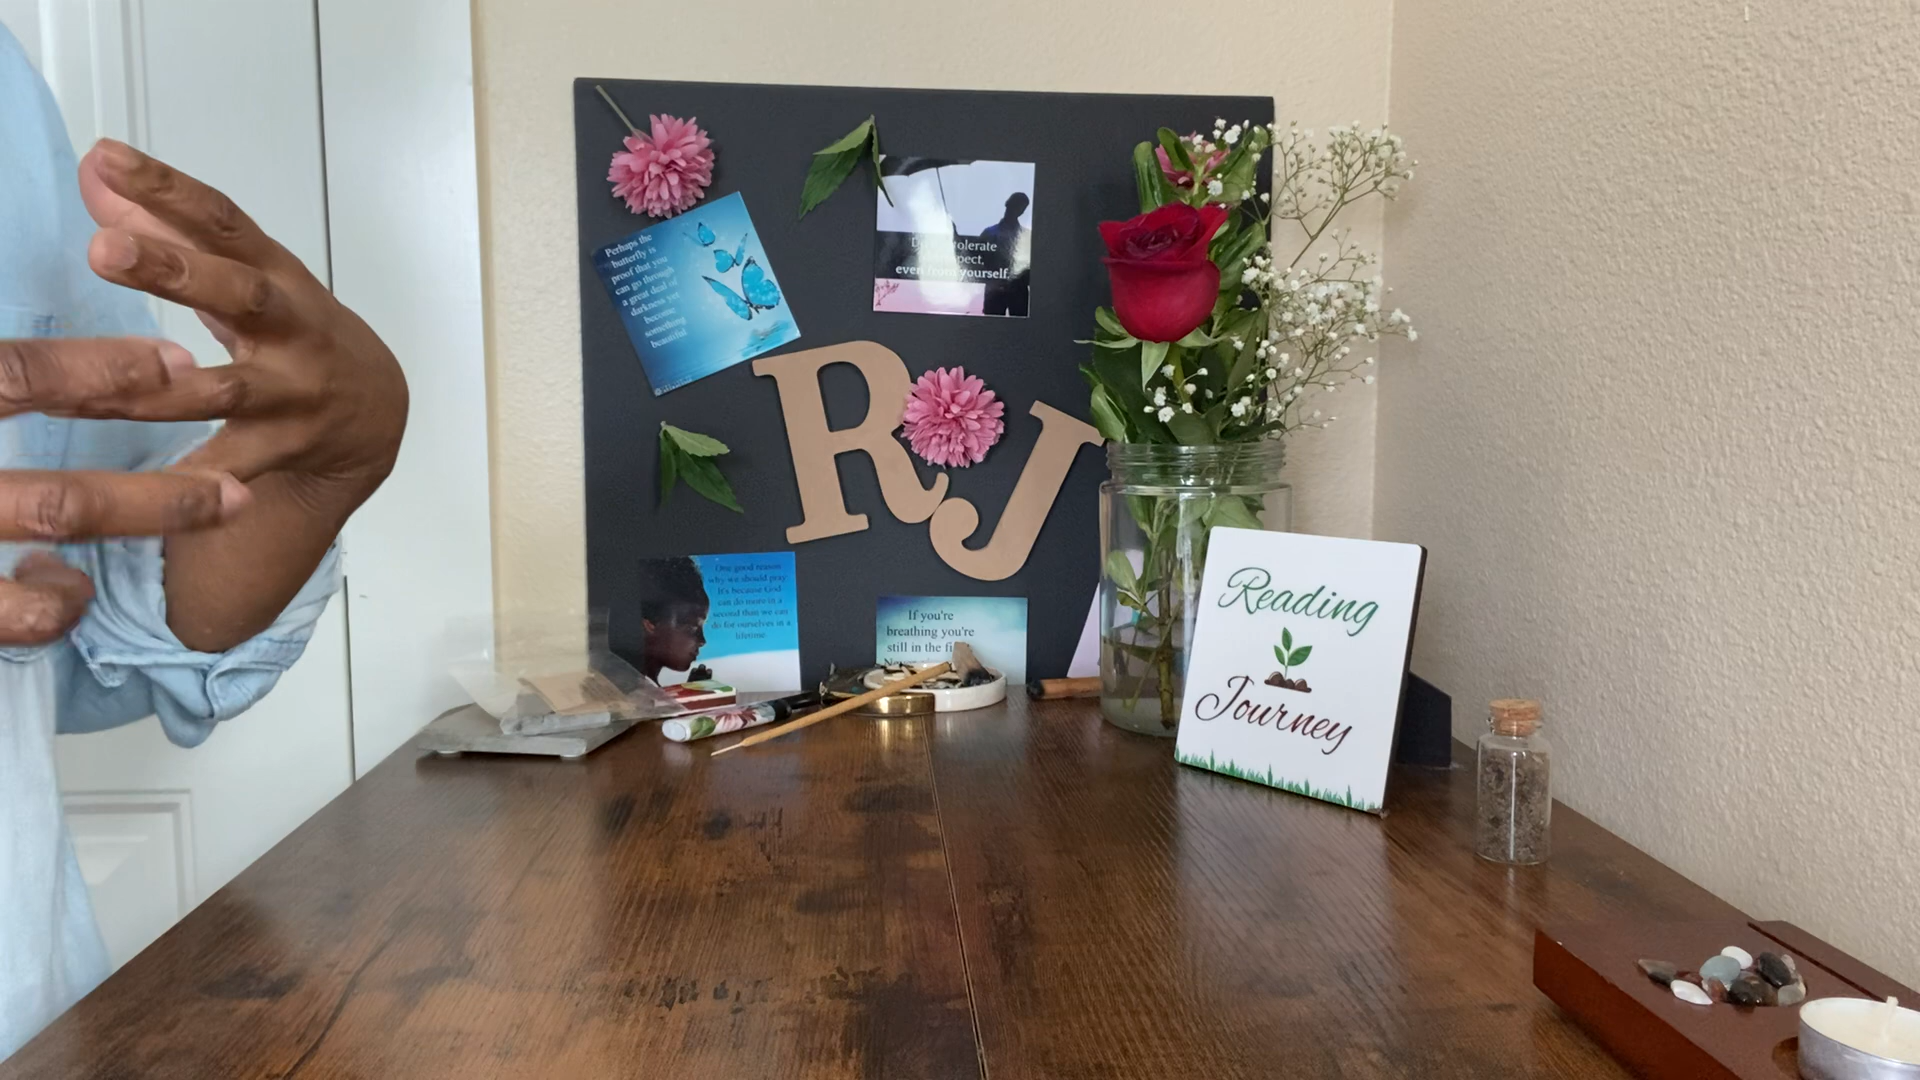 Perhaps the
butterfly is
proof that you
can go through
a great deal of
darkness yet
become
something
beautiful
tolerate
even from yourself.
RJ
One good reason
why we should pray.
It's because God
can do more in a
second than we can
do for ourselves in a
lifetime
If you're
breathing you're
still in the
Reading
Journey